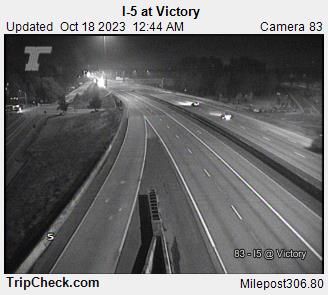 I-5 at Victory
Updated Oct 18 2023 12:44 AM Camera 83
T
S
83 - I5 @ Victory
TripCheck.com Milepost306.80